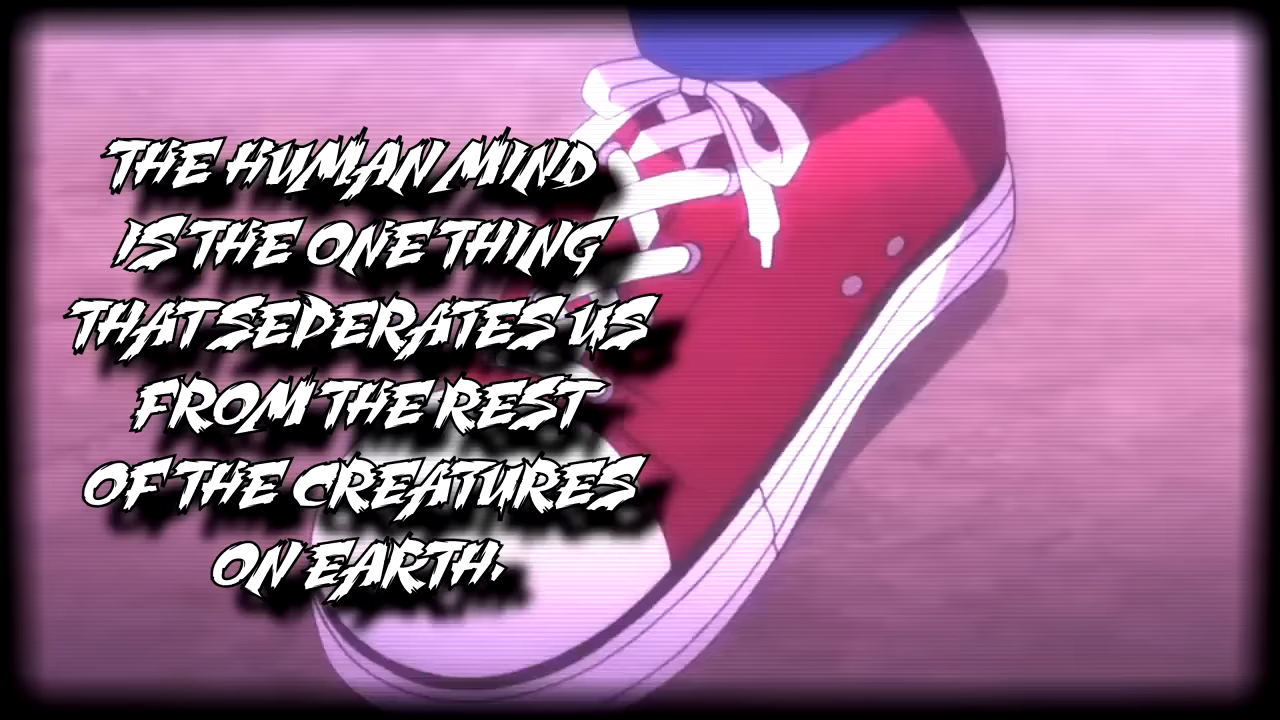 THE HUMAN MIND
IS THE ONE THING
THAT SEPERATES US
FROM THE REST
OF THE CREATURES
ON EARTH.